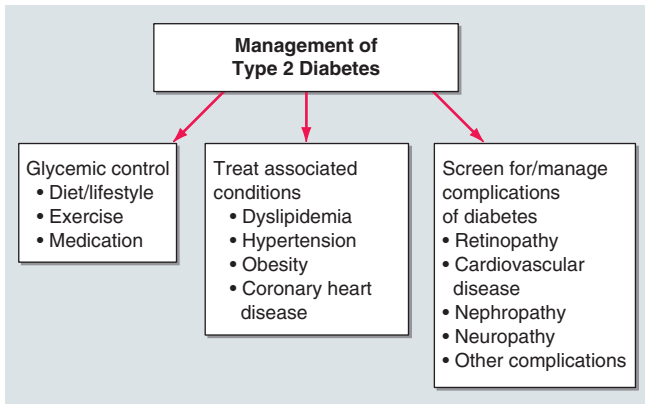 Management of
Type 2 Diabetes
Glycemic control
• Diet/lifestyle
• Exercise
• Medication
Treat associated
conditions
• Dyslipidemia
• Hypertension
• Obesity
• Coronary heart
disease
Screen for/manage
complications
of diabetes
• Retinopathy
• Cardiovascular
disease
• Nephropathy
• Neuropathy
• Other complications